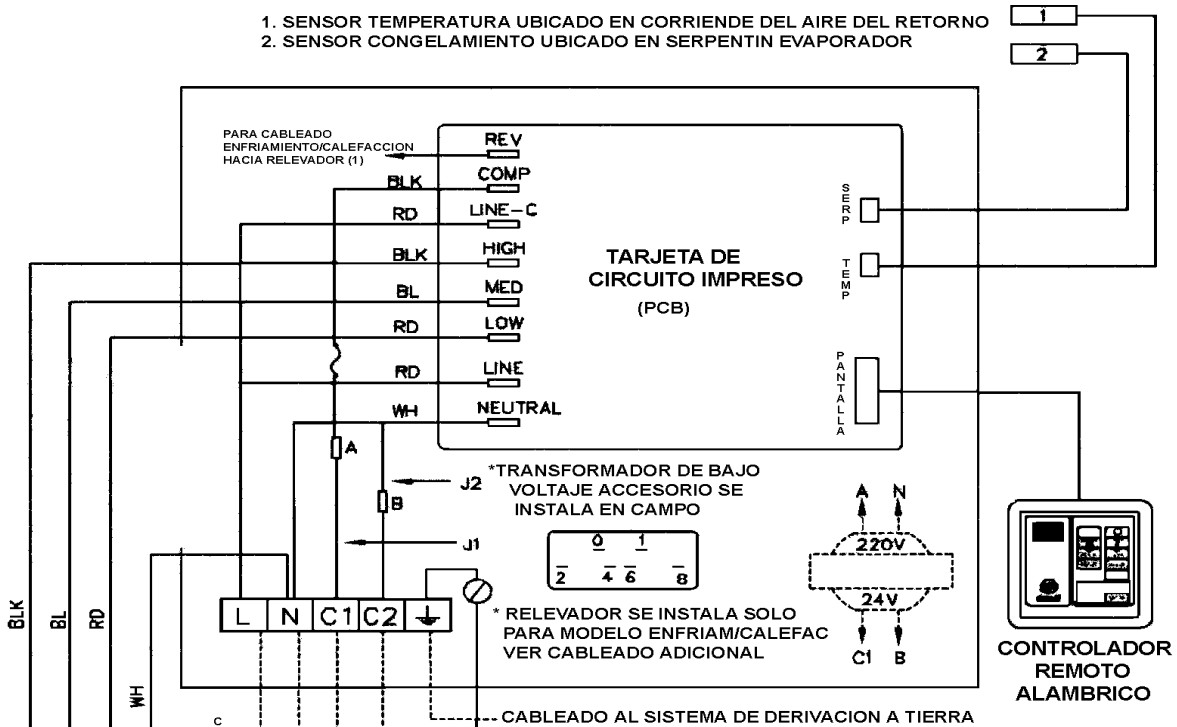 1. SENSOR TEMPERATURA UBICADO EN CORRIENDE DEL AIRE DEL RETORNO
2. SENSOR CONGELAMIENTO UBICADO EN SERPENTIN EVAPORADOR
1
2
PARA CABLEADO
ENFRIAMIENTO/CALEFACCION
HACIA RELEVADOR (1)
REV
BLK
COMP
RD
LINE-C
BLK
HIGH
BL
MED
RD
LOW
RD
LINE
WH
NEUTRAL
TARJETA DE
CIRCUITO IMPRESO
(PCB)
SERP
TEMP
PANTALLA
A
J2
B
J1
*TRANSFORMADOR DE BAJO
VOLTAJE ACCESORIO SE
INSTALA EN CAMPO
0 1
2 4 6 8
* RELEVADOR SE INSTALA SOLO
PARA MODELO ENFRIAM/CALEFAC
VER CABLEADO ADICIONAL
A N
220V
24V
C1 B
CONTROLADOR
REMOTO
ALAMBRICO
L N C1 C2
BLK
BL
RD
WH
C
CABLEADO AL SISTEMA DE DERIVACION A TIERRA